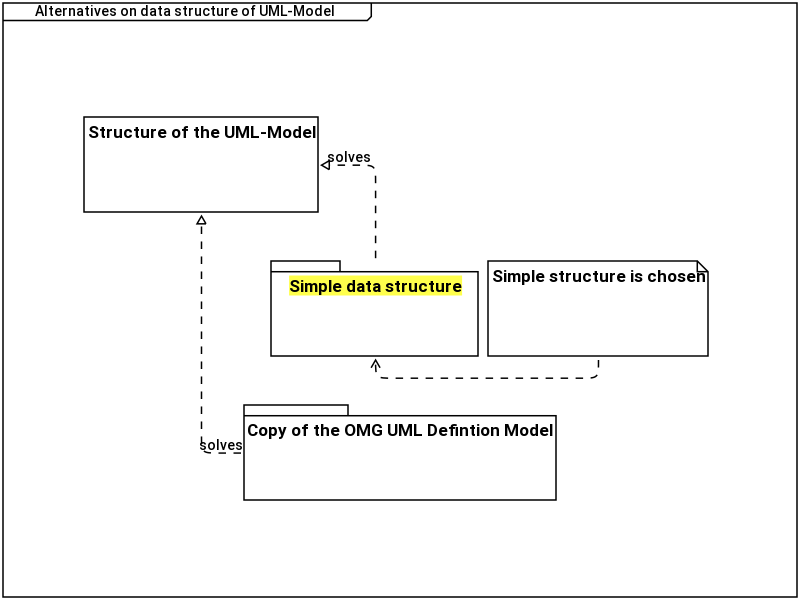 Alternatives on data structure of UML-Model
Structure of the UML-Model
solves
Simple data structure
Simple structure is chosen
Copy of the OMG UML Defintion Model
solves